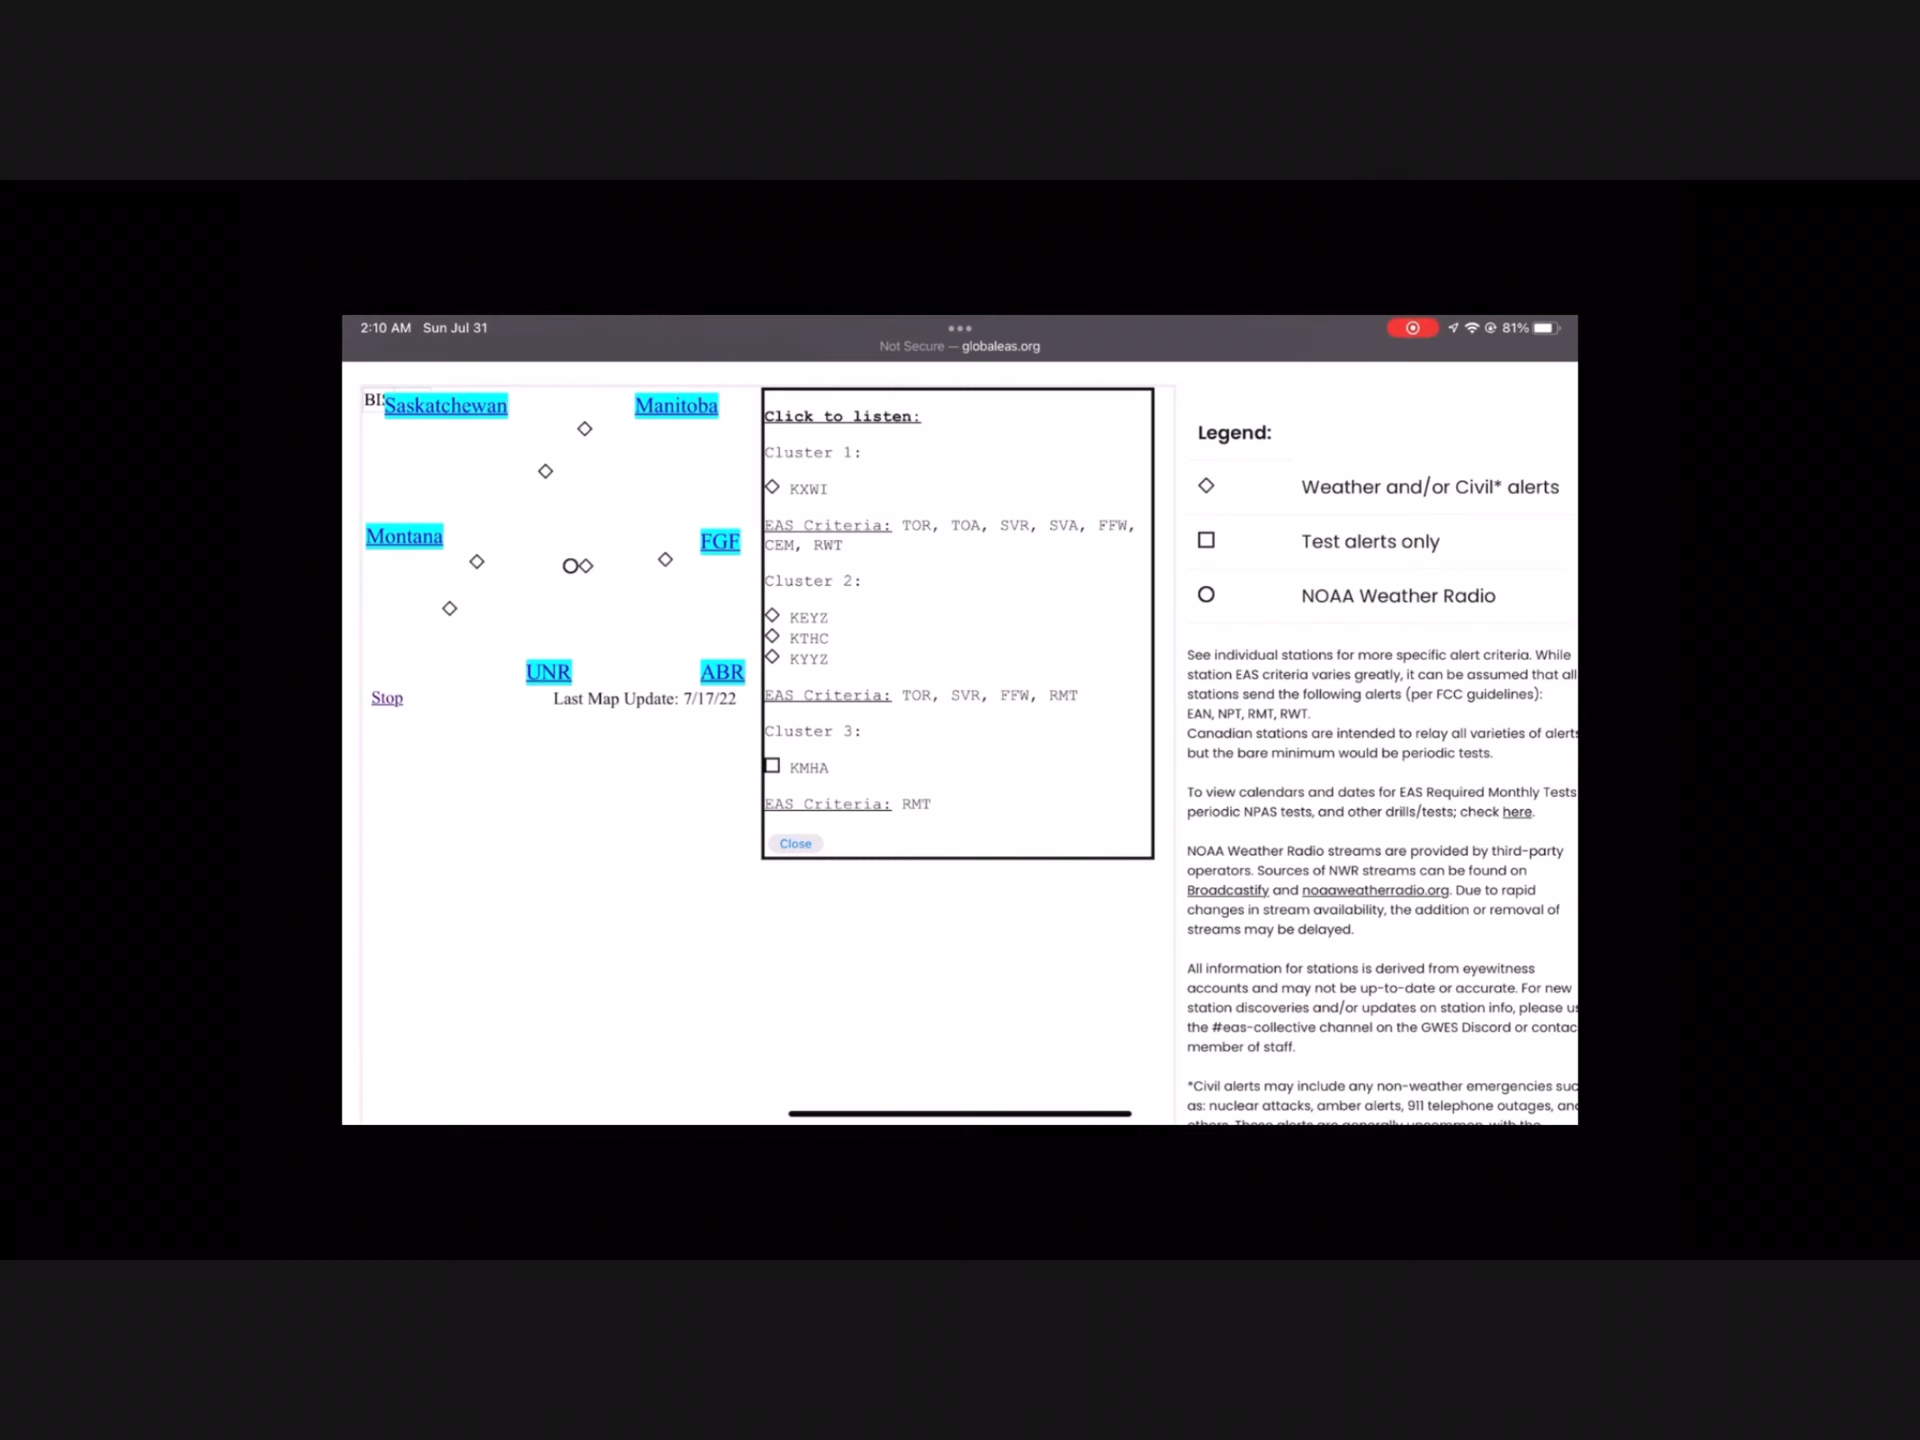 2:10 AM Sun Jul 31
Not Secure — globaleas.org
81%
Saskatchewan
Manitoba
Montana
FGF
UNR
ABR
Stop
Last Map Update: 7/17/22
Click to listen:
Cluster 1:
KXWI
EAS Criteria: TOR, TOA, SVR, SVA, FFW,
CEM, RWT
Cluster 2:
KEYZ
KTHC
KYYZ
EAS Criteria: TOR, SVR, FFW, RMT
Cluster 3:
KMHA
EAS Criteria: RMT
Close
Legend:
Weather and/or Civil* alerts
Test alerts only
NOAA Weather Radio
See individual stations for more specific alert criteria. While
station EAS criteria varies greatly, it can be assumed that all
stations send the following alerts (per FCC guidelines):
EAN, NPT, RMT, RWT.
Canadian stations are intended to relay all varieties of alerts
but the bare minimum would be periodic tests.
To view calendars and dates for EAS Required Monthly Tests
periodic NPAS tests, and other drills/tests; check here.
NOAA Weather Radio streams are provided by third-party
operators. Sources of NWR streams can be found on
Broadcastify and noaaweatherradio.org. Due to rapid
changes in stream availability, the addition or removal of
streams may be delayed.
All information for stations is derived from eyewitness
accounts and may not be up-to-date or accurate. For new
station discoveries and/or updates on station info, please us
the #eas-collective channel on the GWES Discord or contac
member of staff.
*Civil alerts may include any non-weather emergencies suc
as: nuclear attacks, amber alerts, 911 telephone outages, and